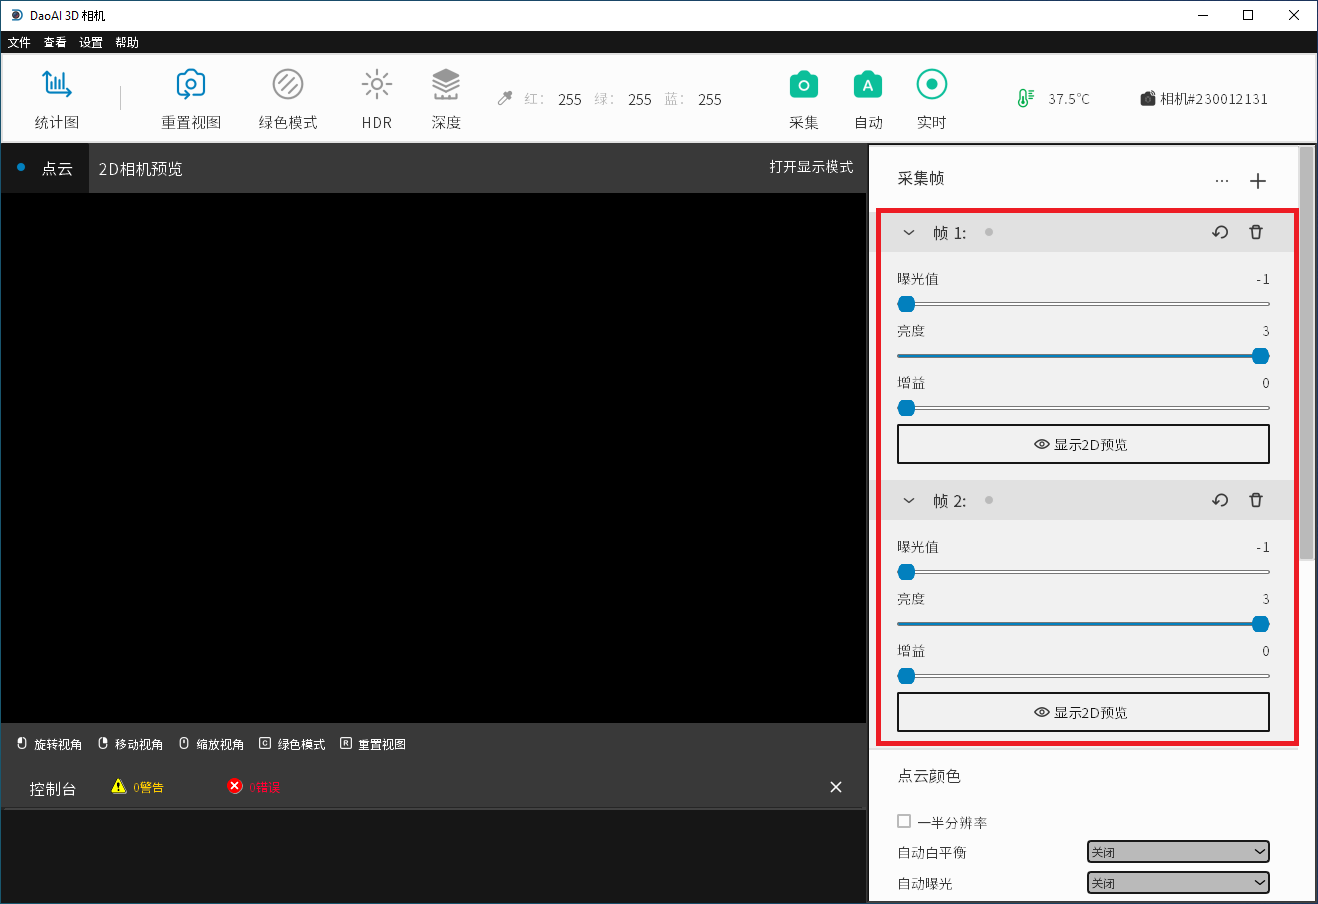 DaoAI 3D 相机
文件 查看 设置 帮助
统计图 重置视图 绿色模式 HDR 深度 红: 255 绿: 255 蓝: 255 采集 自动 实时 37.5°C 相机#230012131
点云 2D相机预览 打开显示模式
采集帧 ... +
帧 1:
曝光值 -1
亮度 3
增益 0
显示2D预览
帧 2:
曝光值 -1
亮度 3
增益 0
显示2D预览
旋转视角 移动视角 缩放视角 C 绿色模式 R 重置视图
控制台 0警告 0错误
点云颜色
一半分辨率
自动白平衡 关闭
自动曝光 关闭